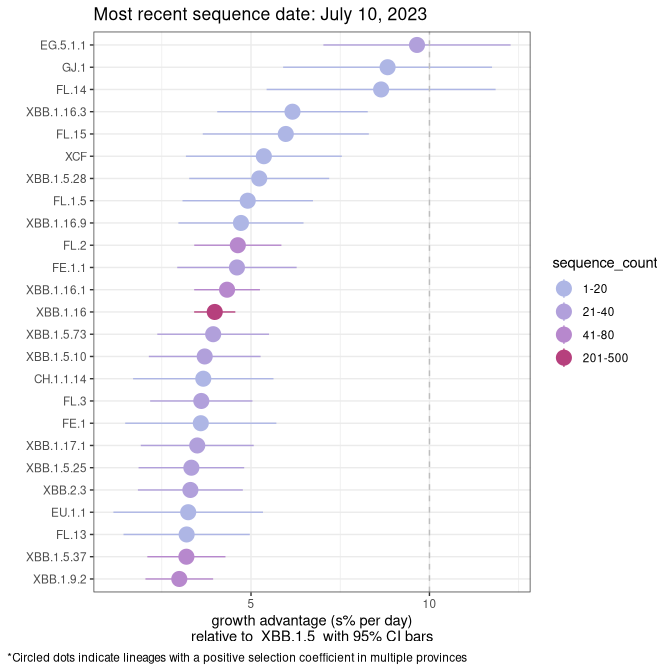 Most recent sequence date: July 10, 2023
EG.5.1.1
GJ.1
FL.14
XBB.1.16.3
FL.15
XCF
XBB.1.5.28
FL.1.5
XBB.1.16.9
FL.2
FE.1.1
XBB.1.16.1
XBB.1.16
XBB.1.5.73
XBB.1.5.10
CH.1.1.14
FL.3
FE.1
XBB.1.17.1
XBB.1.5.25
XBB.2.3
EU.1.1
FL.13
XBB.1.5.37
XBB.1.9.2
5 10
growth advantage (s% per day)
relative to XBB.1.5 with 95% CI bars
*Circled dots indicate lineages with a positive selection coefficient in multiple provinces
sequence_count
1-20
21-40
41-80
201-500